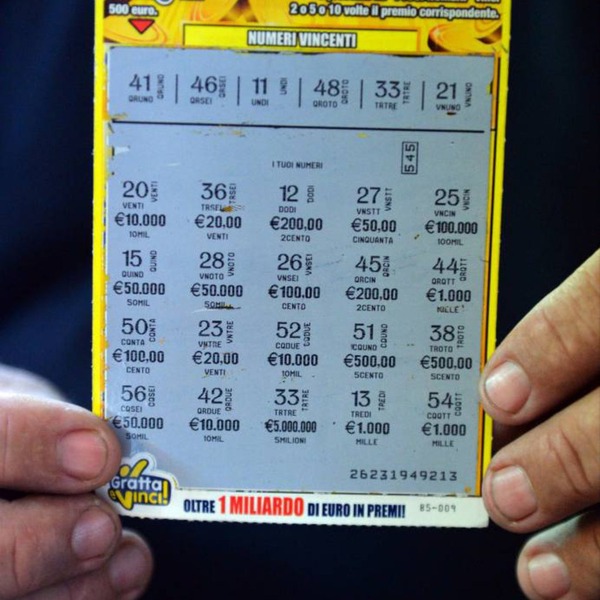 500 euro.
2 o 5 o 10 volte il premio corrispondente.
NUMERI VINCENTI
41 46 11 48 33 21
QRUNO QRSEI UNDI QROTO TRTRE VNUNO
I TUOI NUMERI
545
20 36 12 27 25
VENTI TRSEI DODI VNSTT VNCIN
€10.000 €20,00 €200,00 €50,00 €100.000
10MIL VENTI 2CENTO CINQUANTA 100MIL
15 28 26 45 44
QUIND VNOTO VNSEI QRCIN QRQTT
€50.000 €50.000 €100,00 €200,00 €1.000
50MIL 50MIL CENTO 2CENTO MILLE
50 23 52 51 38
CQNTA VNTRE CQDUE CQUNO TROTO
€100,00 €20,00 €10.000 €500,00 €500,00
CENTO VENTI 10MIL 5CENTO 5CENTO
56 42 33 13 54
CQSEI QRDUE TRTRE TREDI CQQTT
€50.000 €10.000 €5.000.000 €1.000 €1.000
50MIL 10MIL 5MILIONI MILLE MILLE
26231949213
Gratta
e Vinci!
OLTRE 1 MILIARDO DI EURO IN PREMI! 85-009